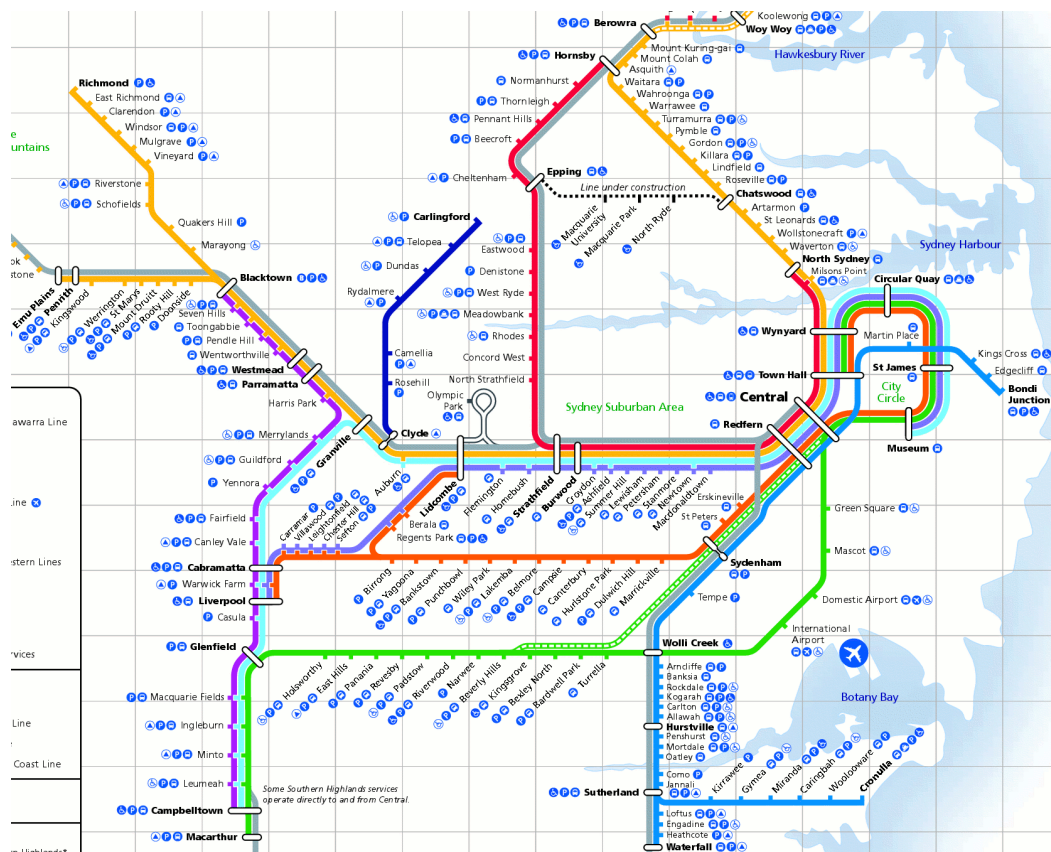 Koolewong
Woy Woy
Berowra
Hawkesbury River
Mount Kuring-gai
Mount Colah
Asquith
Waitara
Wahroonga
Warrawee
Turramurra
Pymble
Gordon
Killara
Lindfield
Roseville
Chatswood
Artarmon
St Leonards
Wollstonecraft
Waverton
North Sydney
Milsons Point
Sydney Harbour
Hornsby
Normanhurst
Thornleigh
Pennant Hills
Beecroft
Cheltenham
Epping
Line under construction
Macquarie
University
Macquarie Park
North Ryde
Eastwood
Denistone
West Ryde
Meadowbank
Rhodes
Concord West
North Strathfield
Richmond
East Richmond
Clarendon
Windsor
Mulgrave
Vineyard
Riverstone
Schofields
Quakers Hill
Marayong
Blacktown
e
untains
ok
stone
Emu Plains
Penrith
Kingswood
Werrington
St Marys
Mount Druitt
Rooty Hill
Doonside
Seven Hills
Toongabbie
Pendle Hill
Wentworthville
Westmead
Parramatta
Harris Park
Merrylands
Guildford
Yennora
Fairfield
Canley Vale
Cabramatta
Warwick Farm
Liverpool
Casula
Glenfield
Macquarie Fields
Ingleburn
Minto
Leumeah
Campbelltown
Macarthur
Carlingford
Telopea
Dundas
Rydalmere
Camellia
Rosehill
Clyde
Granville
Auburn
Olympic
Park
Lidcombe
Flemington
Homebush
Strathfield
Burwood
Croydon
Ashfield
Summer Hill
Lewisham
Petersham
Stanmore
Newtown
Macdonaldtown
Sydney Suburban Area
Carramar
Villawood
Leightonfield
Chester Hill
Sefton
Berala
Regents Park
Birrong
Yagoona
Bankstown
Punchbowl
Wiley Park
Lakemba
Belmore
Campsie
Canterbury
Hurlstone Park
Dulwich Hill
Marrickville
Erskineville
St Peters
Sydenham
Tempe
Wolli Creek
Redfern
Central
Town Hall
Wynyard
Circular Quay
Martin Place
St James
City
Circle
Museum
Kings Cross
Edgecliff
Bondi
Junction
Green Square
Mascot
Domestic Airport
International
Airport
Botany Bay
Holsworthy
East Hills
Panania
Revesby
Padstow
Riverwood
Narwee
Beverly Hills
Kingsgrove
Bexley North
Bardwell Park
Turrella
Arncliffe
Banksia
Rockdale
Kogarah
Carlton
Allawah
Hurstville
Penshurst
Mortdale
Oatley
Como
Jannali
Sutherland
Kirrawee
Gymea
Miranda
Caringbah
Woolooware
Cronulla
Loftus
Engadine
Heathcote
Waterfall
Some Southern Highlands services
operate directly to and from Central.
awarra Line
ine
stern Lines
vices
Line
Coast Line